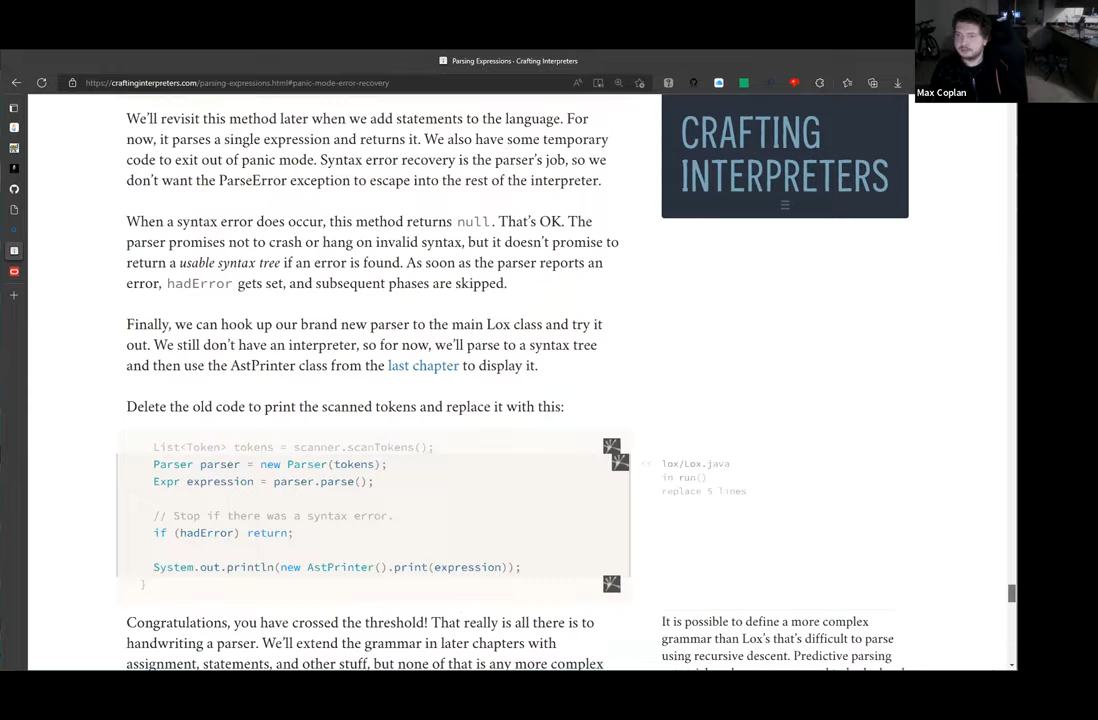 Parsing Expressions · Crafting Interpreters
https://craftinginterpreters.com/parsing-expressions.html#panic-mode-error-recovery
Max Coplan
We'll revisit this method later when we add statements to the language. For
now, it parses a single expression and returns it. We also have some temporary
code to exit out of panic mode. Syntax error recovery is the parser's job, so we
don't want the ParseError exception to escape into the rest of the interpreter.
When a syntax error does occur, this method returns null. That's OK. The
parser promises not to crash or hang on invalid syntax, but it doesn't promise to
return a usable syntax tree if an error is found. As soon as the parser reports an
error, hadError gets set, and subsequent phases are skipped.
Finally, we can hook up our brand new parser to the main Lox class and try it
out. We still don't have an interpreter, so for now, we'll parse to a syntax tree
and then use the AstPrinter class from the last chapter to display it.
Delete the old code to print the scanned tokens and replace it with this:
List<Token> tokens = scanner.scanTokens();
Parser parser = new Parser(tokens);
Expr expression = parser.parse();
// Stop if there was a syntax error.
if (hadError) return;
System.out.println(new AstPrinter().print(expression));
}
Congratulations, you have crossed the threshold! That really is all there is to
handwriting a parser. We'll extend the grammar in later chapters with
assignment, statements, and other stuff, but none of that is any more complex
CRAFTING
INTERPRETERS
<< lox/Lox.java
in run()
replace 5 lines
It is possible to define a more complex
grammar than Lox's that's difficult to parse
using recursive descent. Predictive parsing